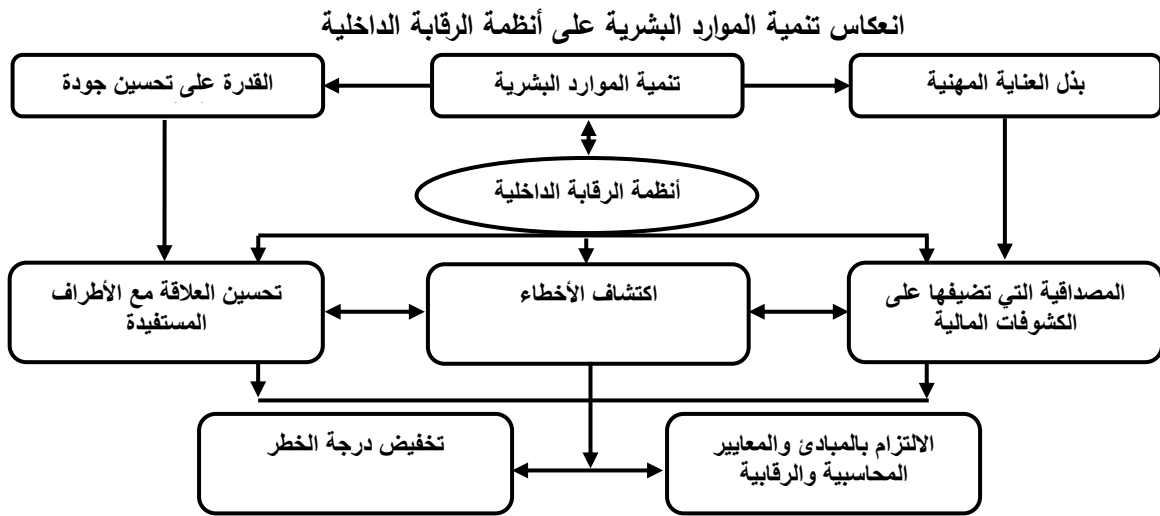 انعكاس تنمية الموارد البشرية على أنظمة الرقابة الداخلية
بذل العناية المهنية
تنمية الموارد البشرية
القدرة على تحسين جودة
أنظمة الرقابة الداخلية
المصداقية التي تضيفها على
الكشوفات المالية
اكتشاف الأخطاء
تحسين العلاقة مع الأطراف
المستفيدة
الالتزام بالمبادئ والمعايير
المحاسبية والرقابية
تخفيض درجة الخطر